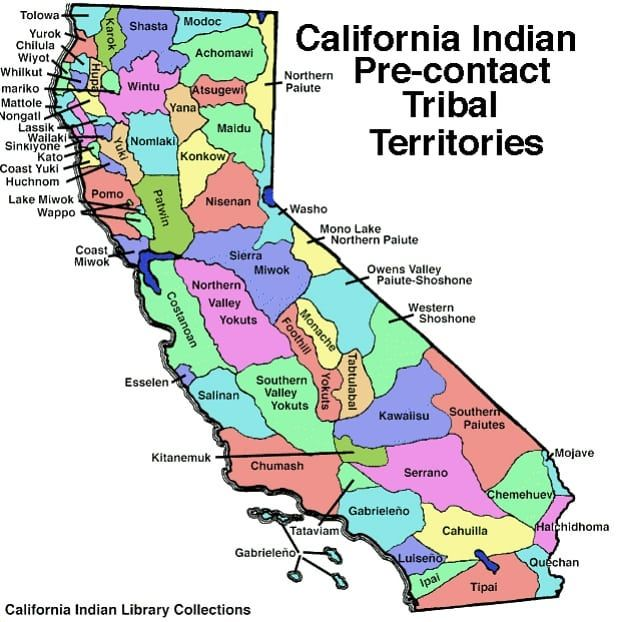 California Indian
Pre-contact
Tribal
Territories
Tolowa
Yurok
Chilula
Wiyot
Whilkut
mariko
Mattole
Nongatl
Lassik
Wailaki
Sinkiyone
Kato
Coast Yuki
Huchnom
Lake Miwok
Wappo
Coast
Miwok
Karok
Shasta
Modoc
Hupa
Achomawi
Northern
Paiute
Wintu
Atsugewi
Yana
Maidu
Yuki
Nomlaki
Konkow
Pomo
Patwin
Nisenan
Washo
Mono Lake
Northern Paiute
Sierra
Miwok
Owens Valley
Paiute-Shoshone
Costanoan
Northern
Valley
Yokuts
Western
Shoshone
Foothill
Yokuts
Monache
Tabtulabal
Esselen
Salinan
Southern
Valley
Yokuts
Kawaiisu
Southern
Paiutes
Kitanemuk
Chumash
Serrano
Mojave
Chemehuev
Tataviam
Gabrieleño
Halchidhoma
Cahuilla
Gabrieleño
Luiseño
Quechan
Ipai
Tipai
California Indian Library Collections